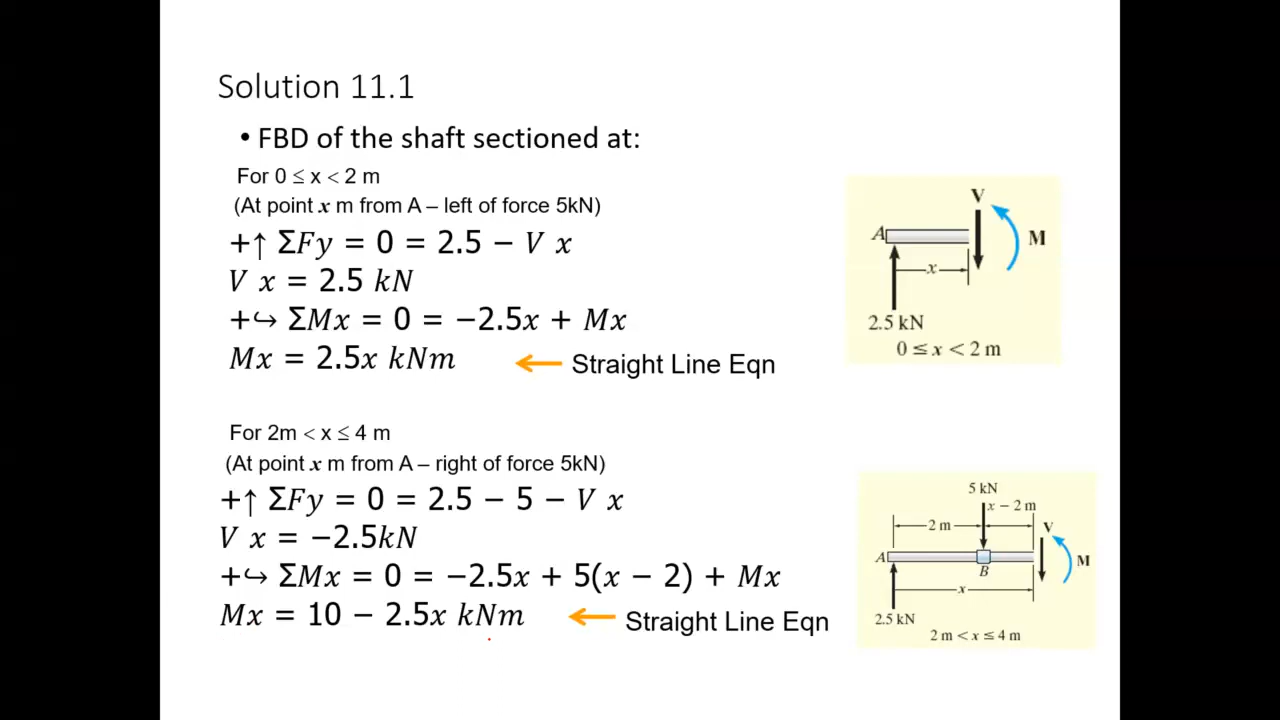 Solution 11.1
• FBD of the shaft sectioned at:
For 0 ≤ x < 2 m
(At point x m from A – left of force 5kN)
+↑ ΣFy = 0 = 2.5 − V x
V x = 2.5 kN
+↪ ΣMx = 0 = −2.5x + Mx
Mx = 2.5x kNm
Straight Line Eqn
V
A
M
x
2.5 kN
0 ≤ x < 2 m
For 2m < x ≤ 4 m
(At point x m from A – right of force 5kN)
+↑ ΣFy = 0 = 2.5 − 5 − V x
V x = −2.5kN
+↪ ΣMx = 0 = −2.5x + 5(x − 2) + Mx
Mx = 10 − 2.5x kNm
Straight Line Eqn
5 kN
x − 2 m
2 m
V
A
M
B
x
2.5 kN
2 m < x ≤ 4 m